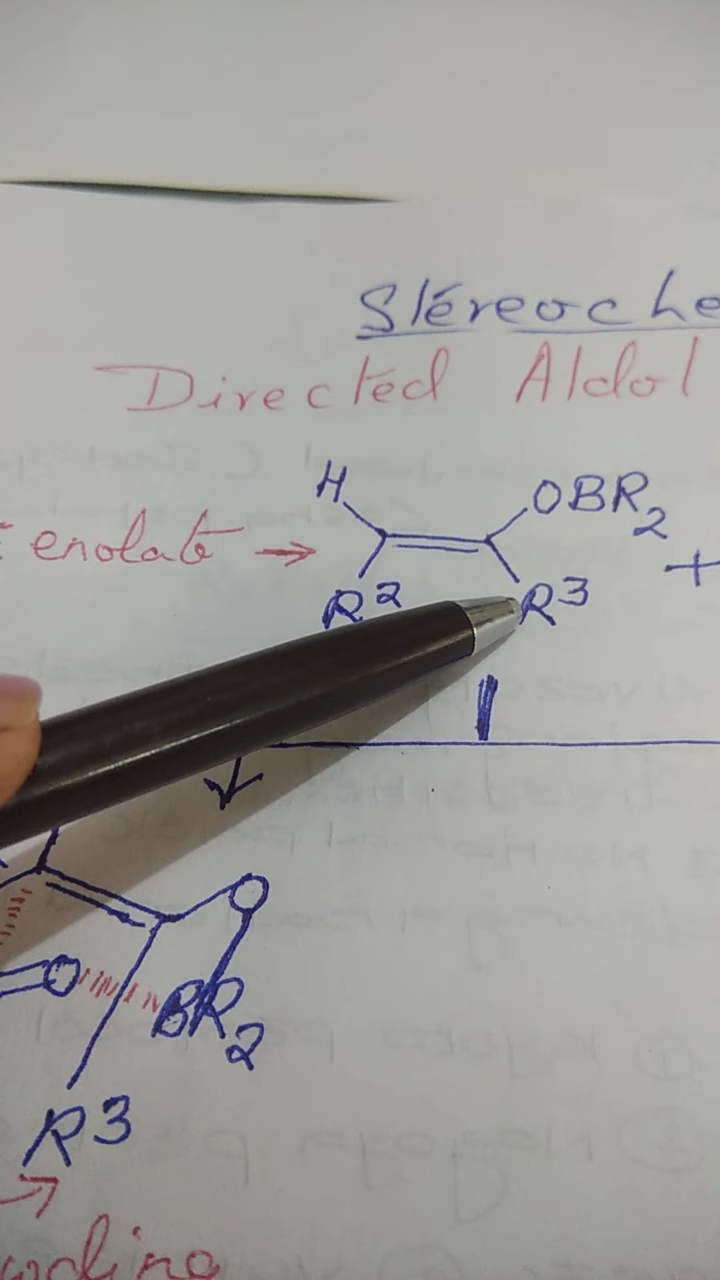 Stéreoche
Directed Aldol
enolate →
H
OBR2
R2
R3
+
O
O
BR2
R3
→